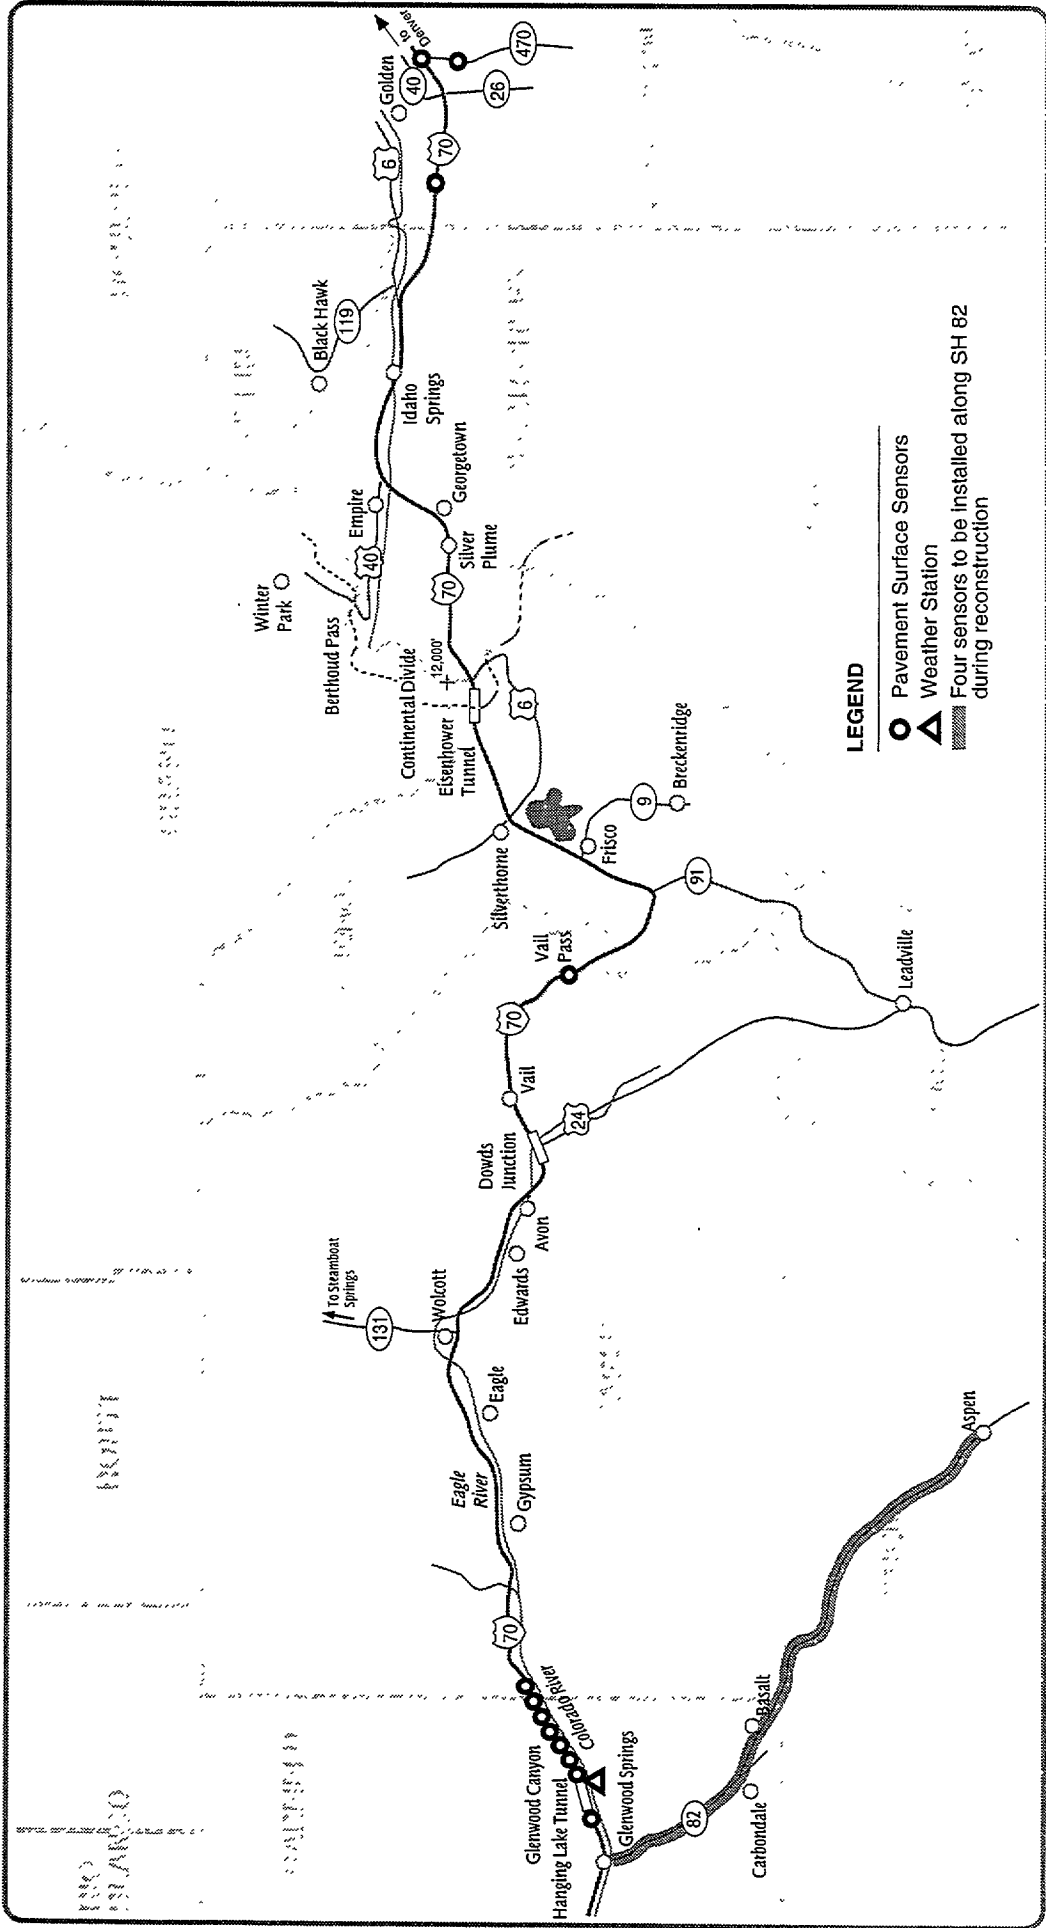 to
Denver
Golden
40
470
26
6
70
Black Hawk
119
Idaho
Springs
Georgetown
Empire
40
Silver
Plume
70
Winter
Park
Berthoud Pass
Continental Divide
12,000'
Eisenhower
Tunnel
6
Breckenridge
9
Frisco
Silverthorne
91
Vail
Pass
Leadville
70
Vail
24
Dowds
Junction
Avon
Edwards
To Steamboat
Springs
131
Wolcott
Eagle
Eagle
River
Gypsum
70
Colorado River
Glenwood Canyon
Hanging Lake Tunnel
Glenwood Springs
82
Carbondale
Basalt
Aspen
LEGEND
Pavement Surface Sensors
Weather Station
Four sensors to be installed along SH 82
during reconstruction